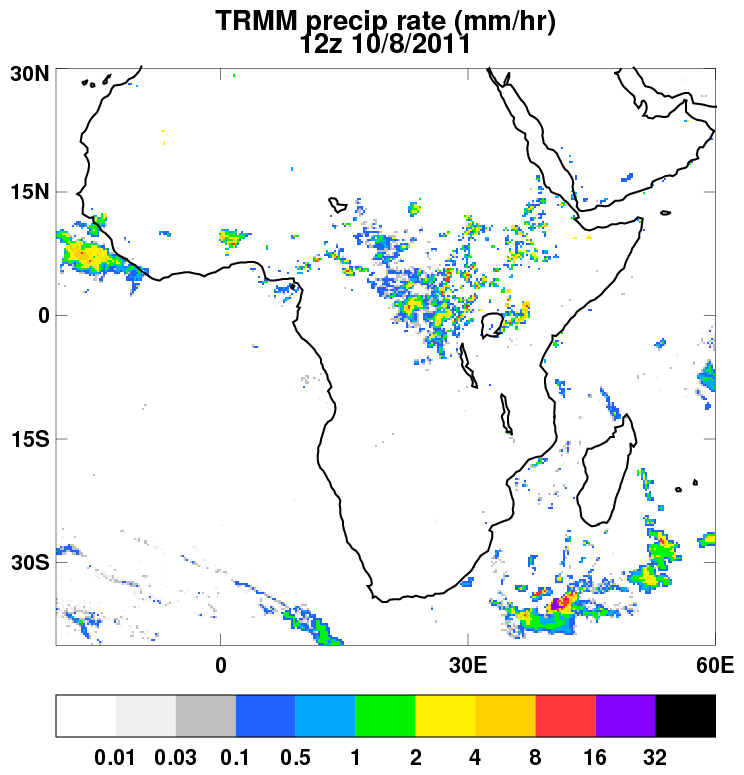 TRMM precip rate (mm/hr)
12z 10/8/2011
30N
15N
0
15S
30S
0 30E 60E
0.01 0.03 0.1 0.5 1 2 4 8 16 32